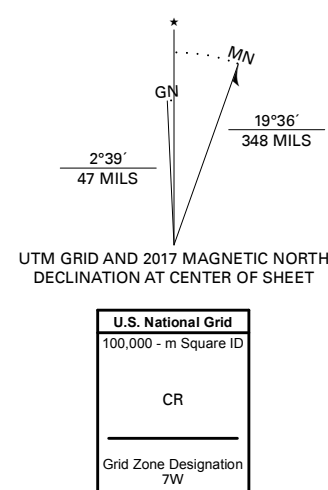 ★
MN
GN
19°36´
348 MILS
2°39´
47 MILS
UTM GRID AND 2017 MAGNETIC NORTH
DECLINATION AT CENTER OF SHEET
U.S. National Grid
100,000 - m Square ID
CR
Grid Zone Designation
7W